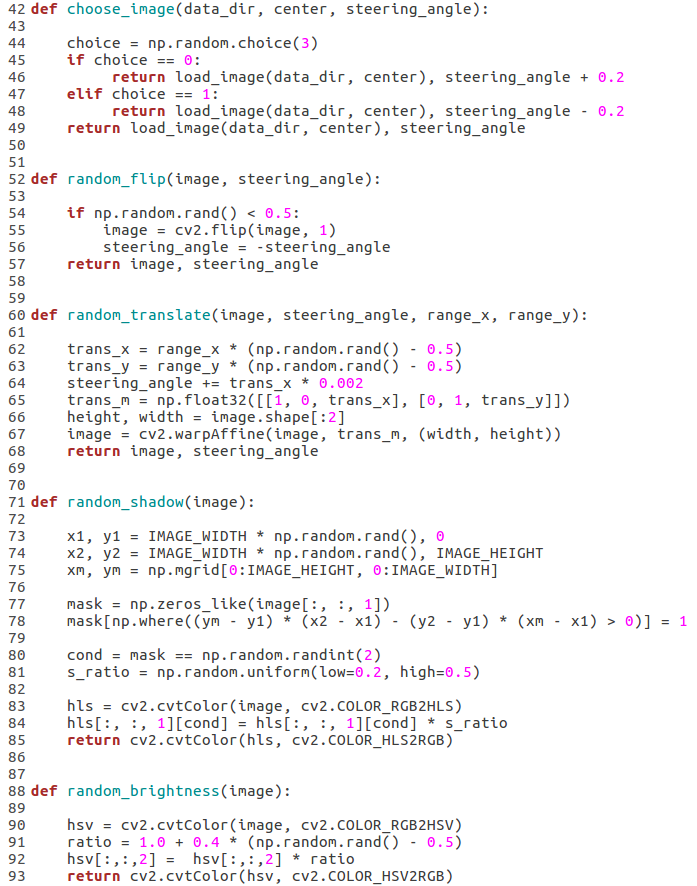 42 def choose_image(data_dir, center, steering_angle):
43
44     choice = np.random.choice(3)
45     if choice == 0:
46          return load_image(data_dir, center), steering_angle + 0.2
47     elif choice == 1:
48          return load_image(data_dir, center), steering_angle - 0.2
49     return load_image(data_dir, center), steering_angle
50
51
52 def random_flip(image, steering_angle):
53
54     if np.random.rand() < 0.5:
55         image = cv2.flip(image, 1)
56         steering_angle = -steering_angle
57     return image, steering_angle
58
59
60 def random_translate(image, steering_angle, range_x, range_y):
61
62     trans_x = range_x * (np.random.rand() - 0.5)
63     trans_y = range_y * (np.random.rand() - 0.5)
64     steering_angle += trans_x * 0.002
65     trans_m = np.float32([[1, 0, trans_x], [0, 1, trans_y]])
66     height, width = image.shape[:2]
67     image = cv2.warpAffine(image, trans_m, (width, height))
68     return image, steering_angle
69
70
71 def random_shadow(image):
72
73     x1, y1 = IMAGE_WIDTH * np.random.rand(), 0
74     x2, y2 = IMAGE_WIDTH * np.random.rand(), IMAGE_HEIGHT
75     xm, ym = np.mgrid[0:IMAGE_HEIGHT, 0:IMAGE_WIDTH]
76
77     mask = np.zeros_like(image[:, :, 1])
78     mask[np.where((ym - y1) * (x2 - x1) - (y2 - y1) * (xm - x1) > 0)] = 1
79
80     cond = mask == np.random.randint(2)
81     s_ratio = np.random.uniform(low=0.2, high=0.5)
82
83     hls = cv2.cvtColor(image, cv2.COLOR_RGB2HLS)
84     hls[:, :, 1][cond] = hls[:, :, 1][cond] * s_ratio
85     return cv2.cvtColor(hls, cv2.COLOR_HLS2RGB)
86
87
88 def random_brightness(image):
89
90     hsv = cv2.cvtColor(image, cv2.COLOR_RGB2HSV)
91     ratio = 1.0 + 0.4 * (np.random.rand() - 0.5)
92     hsv[:,:,2] =  hsv[:,:,2] * ratio
93     return cv2.cvtColor(hsv, cv2.COLOR_HSV2RGB)